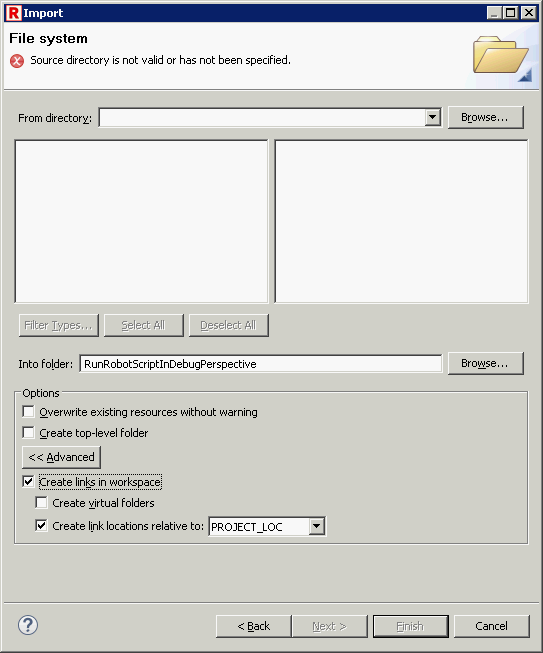 R Import
File system
Source directory is not valid or has not been specified.
From directory:
Browse...
Filter Types...
Select All
Deselect All
Into folder: RunRobotScriptInDebugPerspective
Browse...
Options
Overwrite existing resources without warning
Create top-level folder
<< Advanced
Create links in workspace
Create virtual folders
Create link locations relative to: PROJECT_LOC
? < Back Next > Finish Cancel